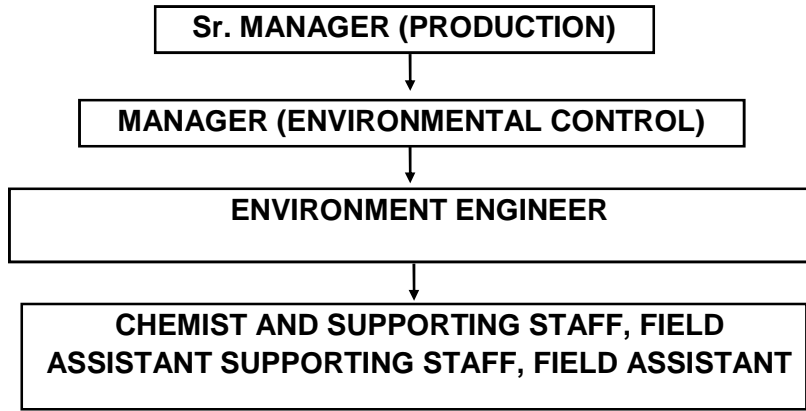 Sr. MANAGER (PRODUCTION)
MANAGER (ENVIRONMENTAL CONTROL)
ENVIRONMENT ENGINEER
CHEMIST AND SUPPORTING STAFF, FIELD
ASSISTANT SUPPORTING STAFF, FIELD ASSISTANT